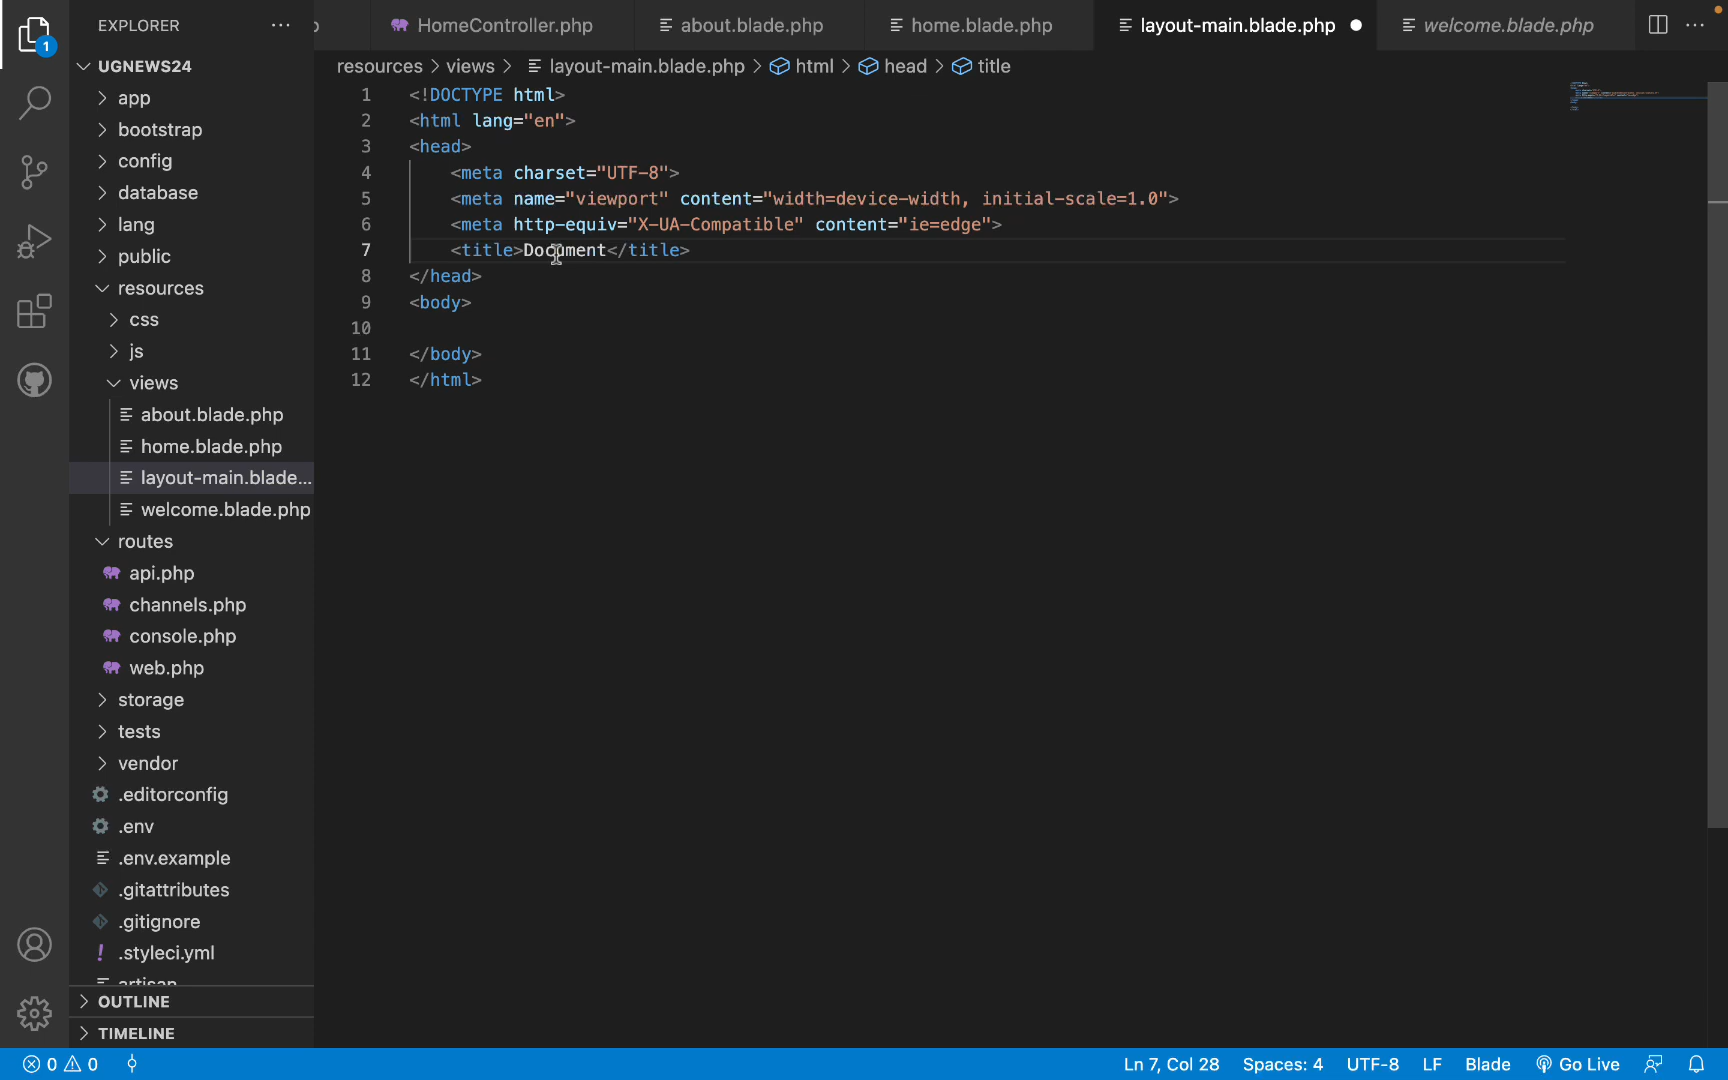 EXPLORER
HomeController.php
about.blade.php
home.blade.php
layout-main.blade.php
welcome.blade.php
1
UGNEWS24
app
bootstrap
config
database
lang
public
resources
css
js
views
about.blade.php
home.blade.php
layout-main.blade...
welcome.blade.php
routes
api.php
channels.php
console.php
web.php
storage
tests
vendor
.editorconfig
.env
.env.example
.gitattributes
.gitignore
.styleci.yml
artisan
OUTLINE
TIMELINE
resources > views > layout-main.blade.php > html > head > title
1 <!DOCTYPE html>
2 <html lang="en">
3 <head>
4 <meta charset="UTF-8">
5 <meta name="viewport" content="width=device-width, initial-scale=1.0">
6 <meta http-equiv="X-UA-Compatible" content="ie=edge">
7 <title>Document</title>
8 </head>
9 <body>
10
11 </body>
12 </html>
0 0
Ln 7, Col 28 Spaces: 4 UTF-8 LF Blade Go Live